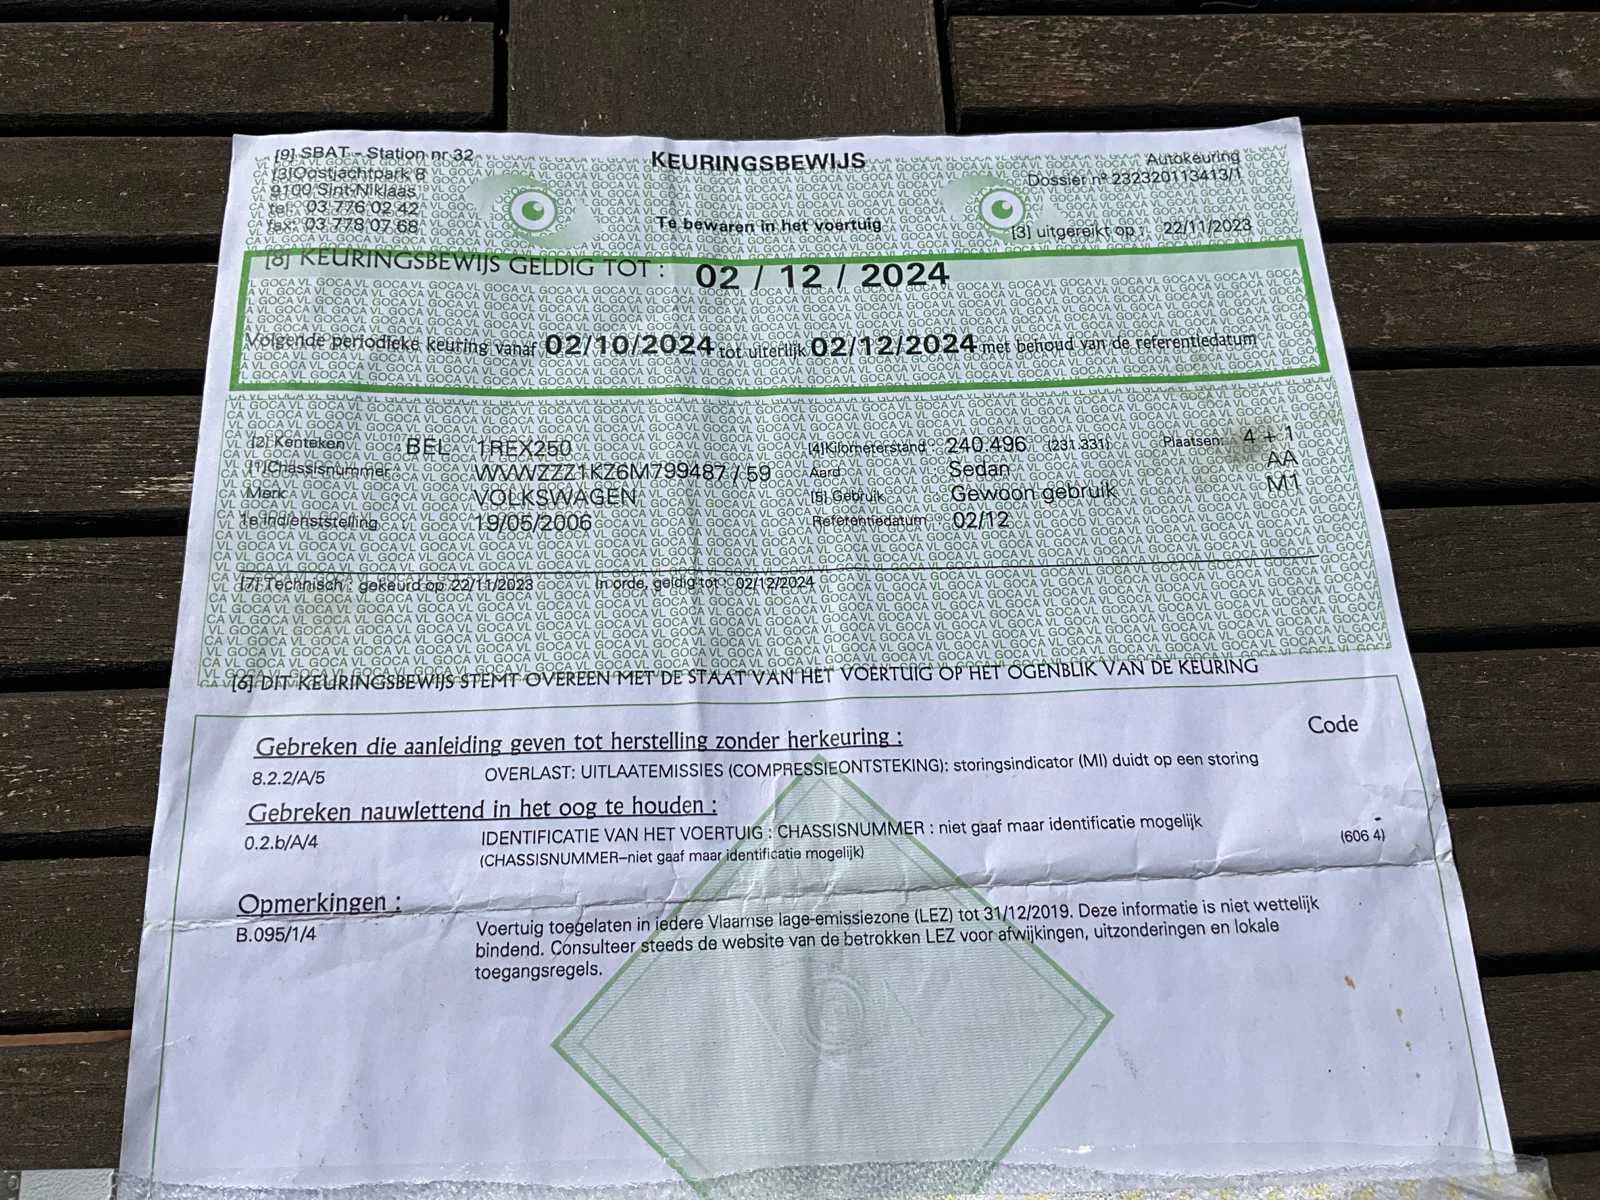 [9] SBAT - Station nr 32
[3]Oostjachtpark 8
9100 Sint-Niklaas
tel.: 03 776 02 42
fax: 03 778 07 68
KEURINGSBEWIJS
Te bewaren in het voertuig
Autokeuring
Dossier nº 232320113413/1
[3] uitgereikt op : 22/11/2023
[8] KEURINGSBEWIJS GELDIG TOT : 02 / 12 / 2024
Volgende periodieke keuring vanaf 02/10/2024 tot uiterlijk 02/12/2024 met behoud van de referentiedatum
[2] Kenteken : BEL 1REX250 [4]Kilometerstand : 240.496 (231.331) Plaatsen: 4 + 1
[1]Chassisnummer : WVWZZZ1KZ6M799487 / 59 Aard : Sedan AA
Merk : VOLKSWAGEN [5] Gebruik : Gewoon gebruik M1
1e Indienststelling : 19/05/2006 Referentiedatum : 02/12
[7] Technisch : gekeurd op 22/11/2023 In orde, geldig tot : 02/12/2024
[6] DIT KEURINGSBEWIJS STEMT OVEREEN MET DE STAAT VAN HET VOERTUIG OP HET OGENBLIK VAN DE KEURING
Code
Gebreken die aanleiding geven tot herstelling zonder herkeuring :
8.2.2/A/5 OVERLAST: UITLAATEMISSIES (COMPRESSIEONTSTEKING): storingsindicator (MI) duidt op een storing
Gebreken nauwlettend in het oog te houden :
0.2.b/A/4 IDENTIFICATIE VAN HET VOERTUIG : CHASSISNUMMER : niet gaaf maar identificatie mogelijk -
(CHASSISNUMMER-niet gaaf maar identificatie mogelijk) (606 4)
Opmerkingen :
B.095/1/4 Voertuig toegelaten in iedere Vlaamse lage-emissiezone (LEZ) tot 31/12/2019. Deze informatie is niet wettelijk
bindend. Consulteer steeds de website van de betrokken LEZ voor afwijkingen, uitzonderingen en lokale
toegangsregels.